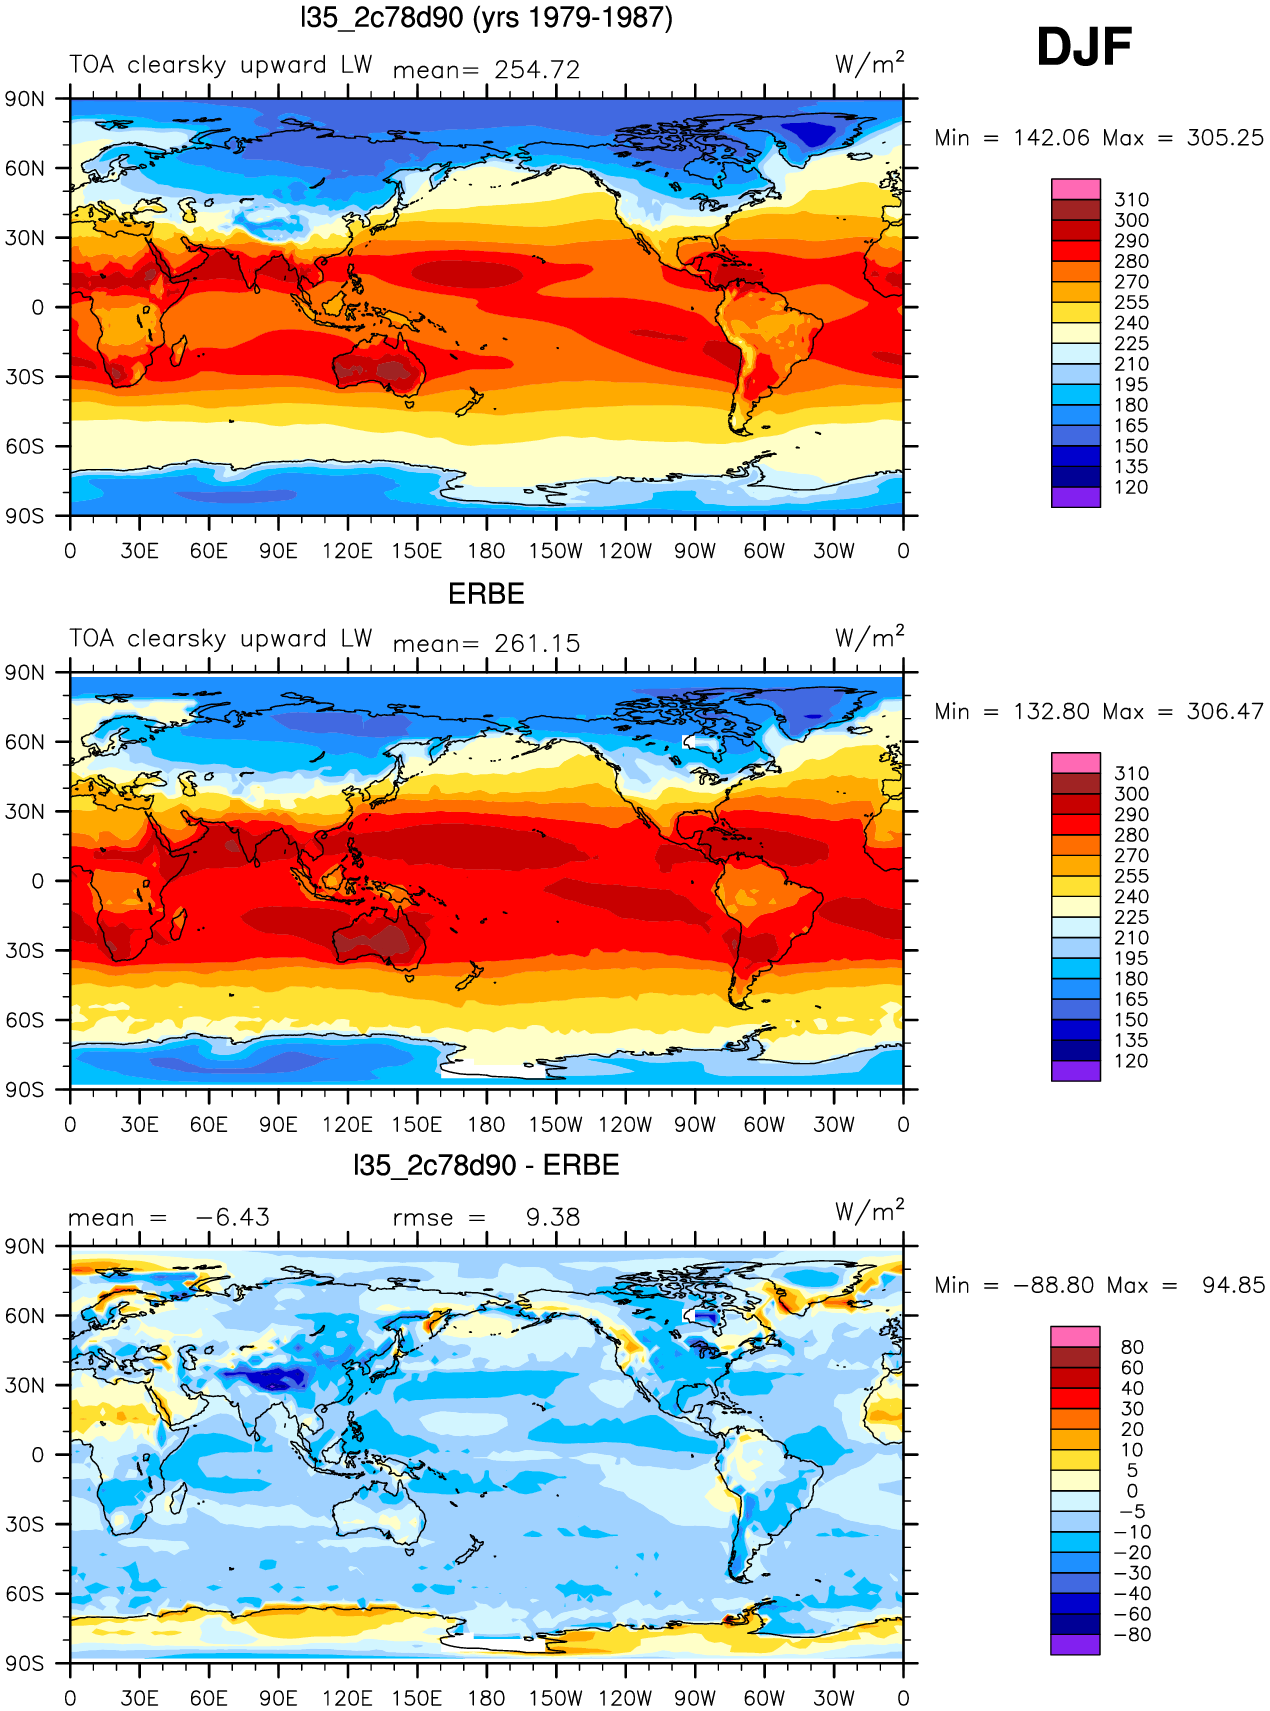 l35_2c78d90 (yrs 1979-1987)
DJF
TOA clearsky upward LW mean= 254.72 W/m²
Min = 142.06 Max = 305.25
90N
60N
30N
0
30S
60S
90S
0 30E 60E 90E 120E 150E 180 150W 120W 90W 60W 30W 0
310
300
290
280
270
255
240
225
210
195
180
165
150
135
120
ERBE
TOA clearsky upward LW mean= 261.15 W/m²
Min = 132.80 Max = 306.47
90N
60N
30N
0
30S
60S
90S
0 30E 60E 90E 120E 150E 180 150W 120W 90W 60W 30W 0
310
300
290
280
270
255
240
225
210
195
180
165
150
135
120
l35_2c78d90 - ERBE
mean = −6.43 rmse = 9.38 W/m²
Min = −88.80 Max = 94.85
90N
60N
30N
0
30S
60S
90S
0 30E 60E 90E 120E 150E 180 150W 120W 90W 60W 30W 0
80
60
40
30
20
10
5
0
−5
−10
−20
−30
−40
−60
−80